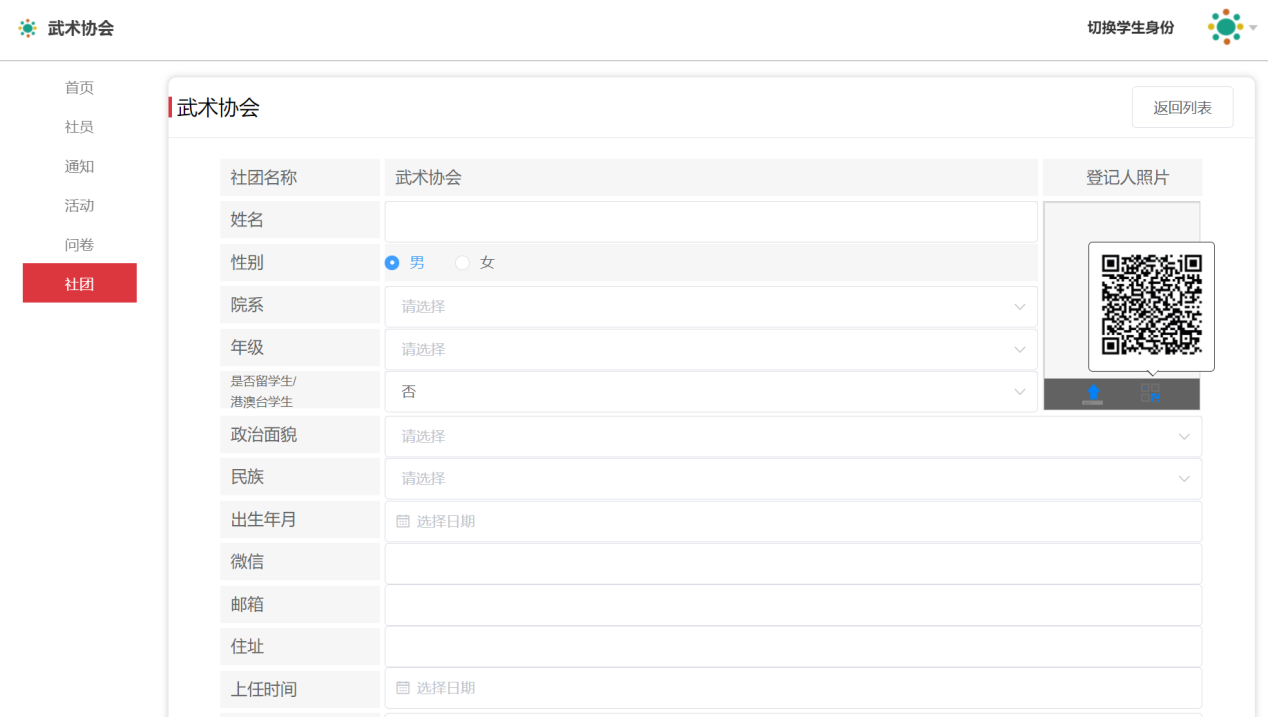 武术协会
切换学生身份
首页
社员
通知
活动
问卷
社团
武术协会
返回列表
社团名称
武术协会
登记人照片
姓名
性别
男
女
院系
请选择
年级
请选择
是否留学生/
港澳台学生
否
政治面貌
请选择
民族
请选择
出生年月
选择日期
微信
邮箱
住址
上任时间
选择日期